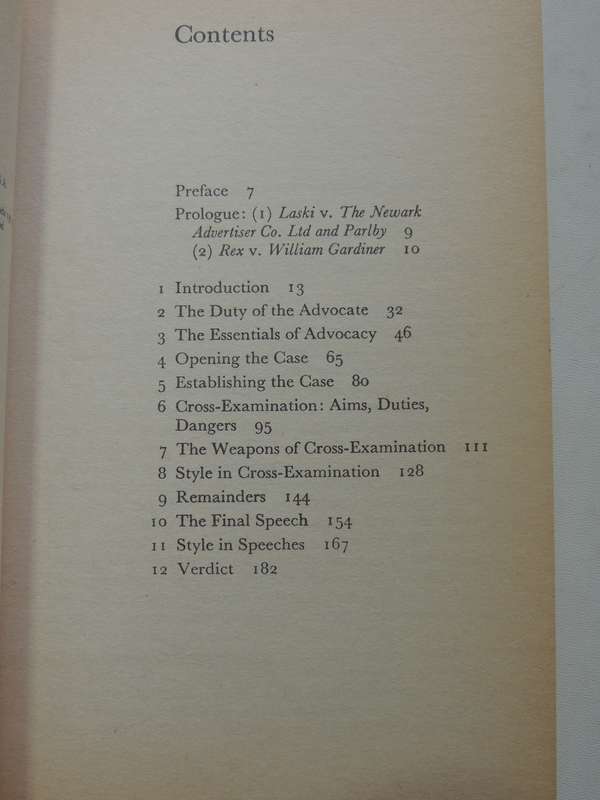 Contents
Preface 7
Prologue: (1) Laski v. The Newark
Advertiser Co. Ltd and Parlby 9
(2) Rex v. William Gardiner 10
1 Introduction 13
2 The Duty of the Advocate 32
3 The Essentials of Advocacy 46
4 Opening the Case 65
5 Establishing the Case 80
6 Cross-Examination: Aims, Duties,
Dangers 95
7 The Weapons of Cross-Examination 111
8 Style in Cross-Examination 128
9 Remainders 144
10 The Final Speech 154
11 Style in Speeches 167
12 Verdict 182